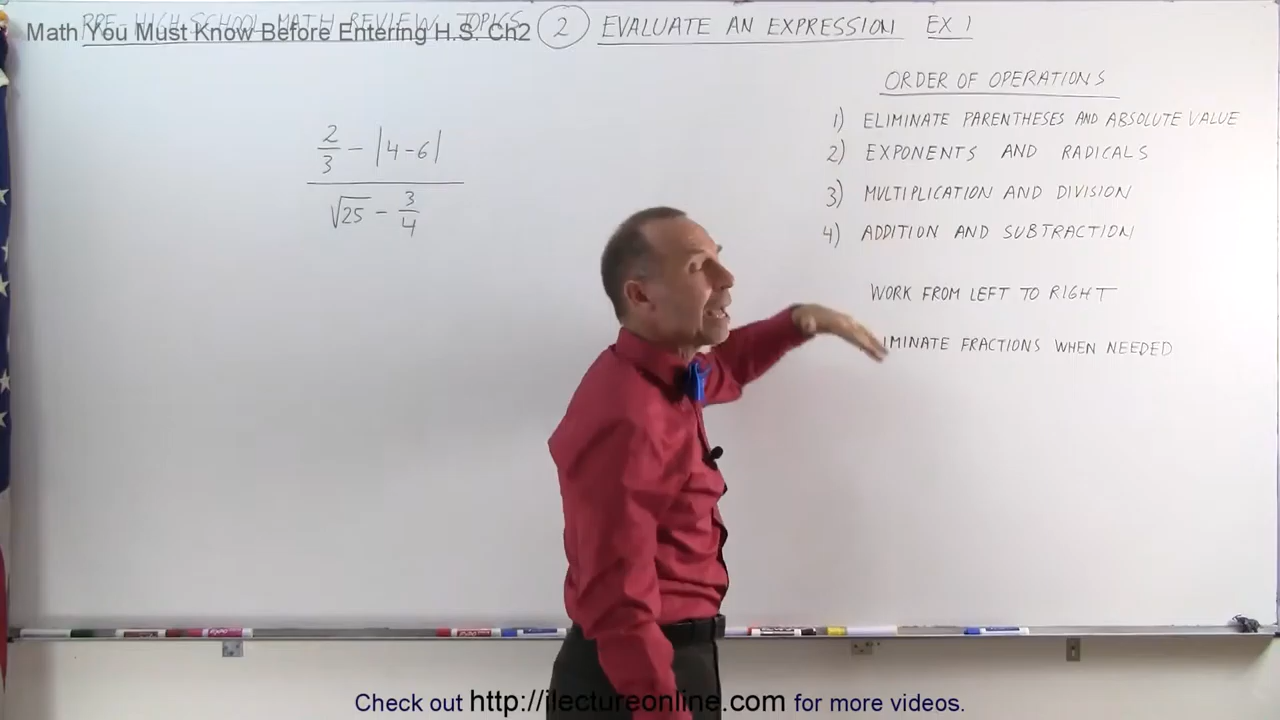 PRE-HIGH SCHOOL MATH REVIEW TOPICS (2) EVALUATE AN EXPRESSION EX 1
Math You Must Know Before Entering H.S. Ch2
ORDER OF OPERATIONS
1) ELIMINATE PARENTHESES AND ABSOLUTE VALUE
2) EXPONENTS AND RADICALS
3) MULTIPLICATION AND DIVISION
4) ADDITION AND SUBTRACTION
WORK FROM LEFT TO RIGHT
IMINATE FRACTIONS WHEN NEEDED
2/3 - |4-6|
√25 - 3/4
Check out http://ilectureonline.com for more videos.